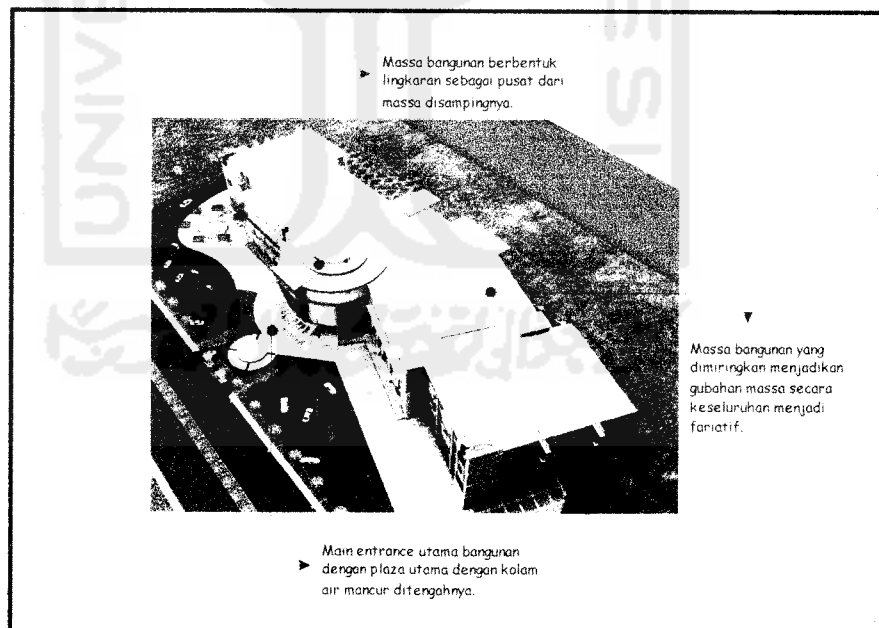 Massa bangunan berbentuk
lingkaran sebagai pusat dari
massa disampingnya.
Massa bangunan yang
dimiringkan menjadikan
gubahan massa secara
keseluruhan menjadi
fariatif.
Main entrance utama bangunan
dengan plaza utama dengan kolam
air mancur ditengahnya.